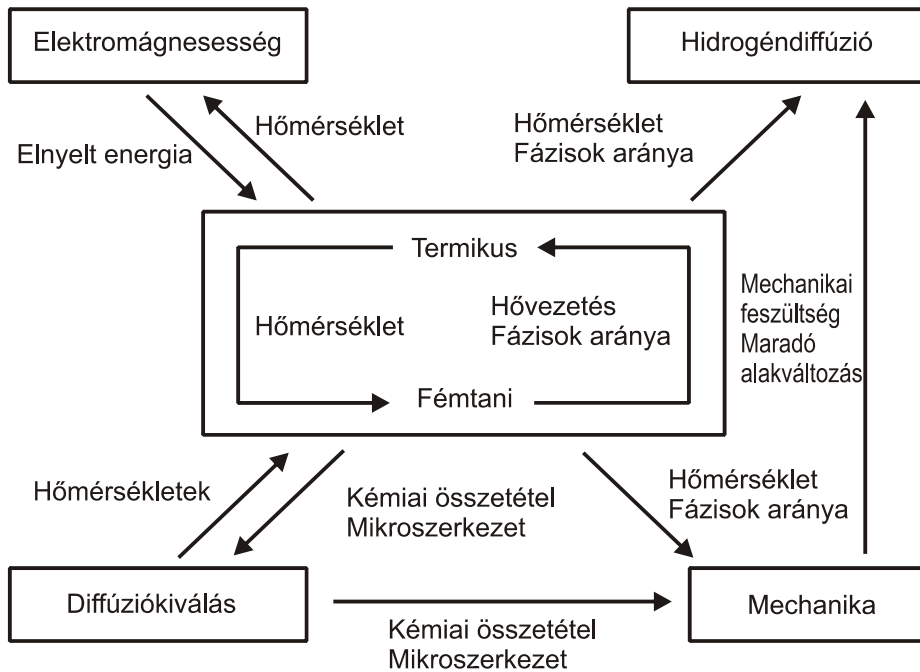 Elektromágnesesség
Hidrogéndiffúzió
Hőmérséklet
Elnyelt energia
Hőmérséklet
Fázisok aránya
Termikus
Hőmérséklet
Hővezetés
Fázisok aránya
Fémtani
Mechanikai
feszültség
Maradó
alakváltozás
Hőmérsékletek
Kémiai összetétel
Mikroszerkezet
Hőmérséklet
Fázisok aránya
Diffúziókiválás
Mechanika
Kémiai összetétel
Mikroszerkezet